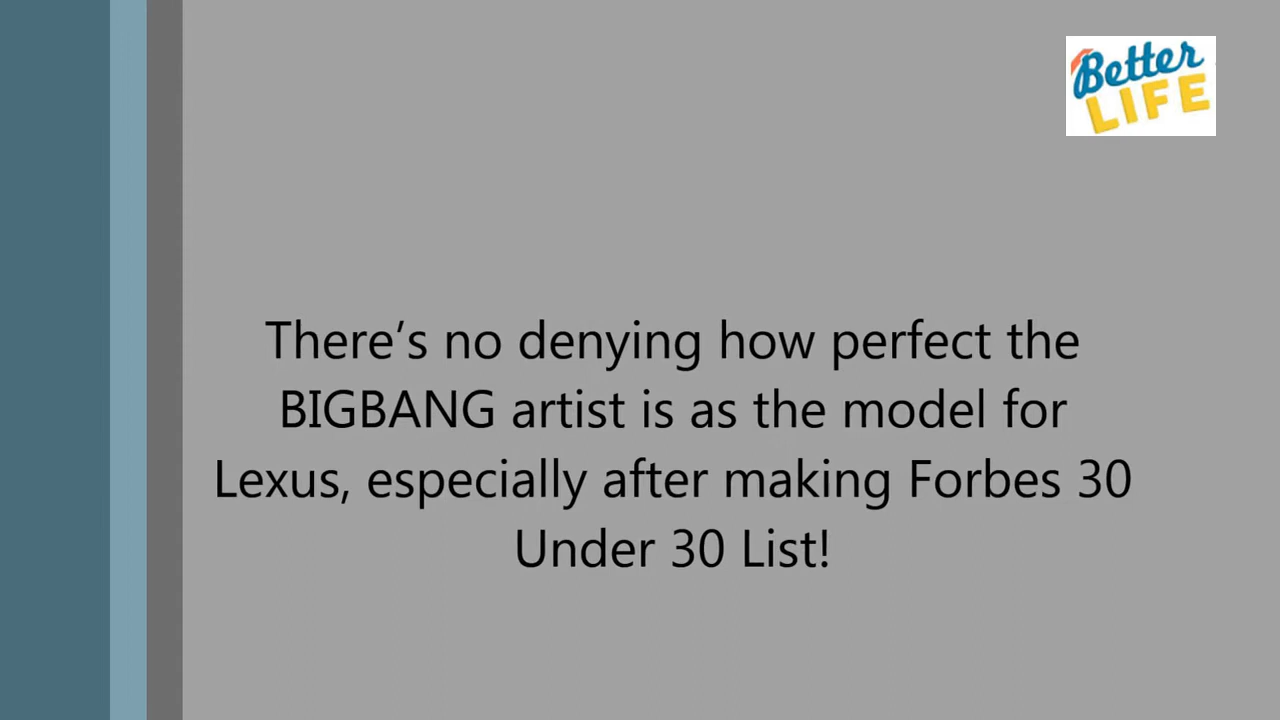 Better
LIFE
There’s no denying how perfect the
BIGBANG artist is as the model for
Lexus, especially after making Forbes 30
Under 30 List!